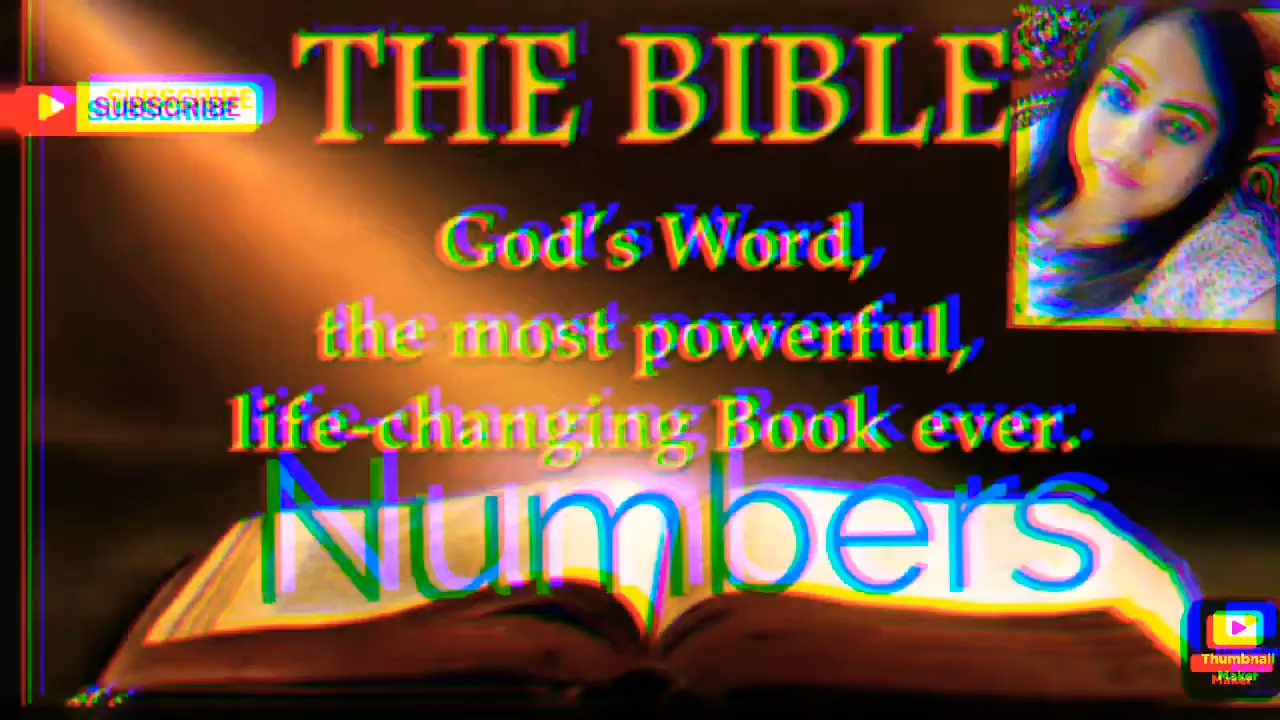 THE BIBLE
SUBSCRIBE
God's Word,
the most powerful,
life-changing Book ever.
Numbers
Thumbnail
Maker